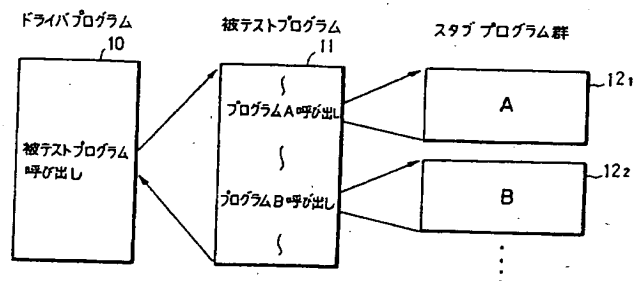 ドライバプログラム
10
被テストプログラム
呼び出し
被テストプログラム
11
プログラムA呼び出し
プログラムB呼び出し
スタブ プログラム群
12₁
A
12₂
B